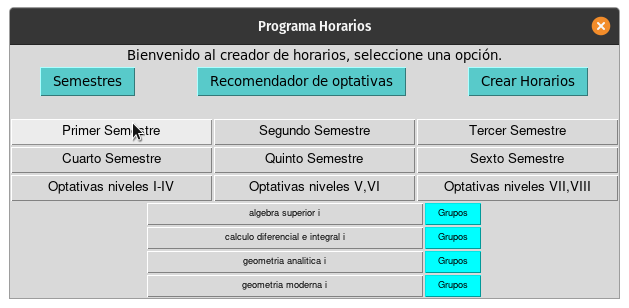 Programa Horarios
Bienvenido al creador de horarios, seleccione una opción.
Semestres Recomendador de optativas Crear Horarios
Primer Semestre Segundo Semestre Tercer Semestre
Cuarto Semestre Quinto Semestre Sexto Semestre
Optativas niveles I-IV Optativas niveles V,VI Optativas niveles VII,VIII
algebra superior i Grupos
calculo diferencial e integral i Grupos
geometria analitica i Grupos
geometria moderna i Grupos